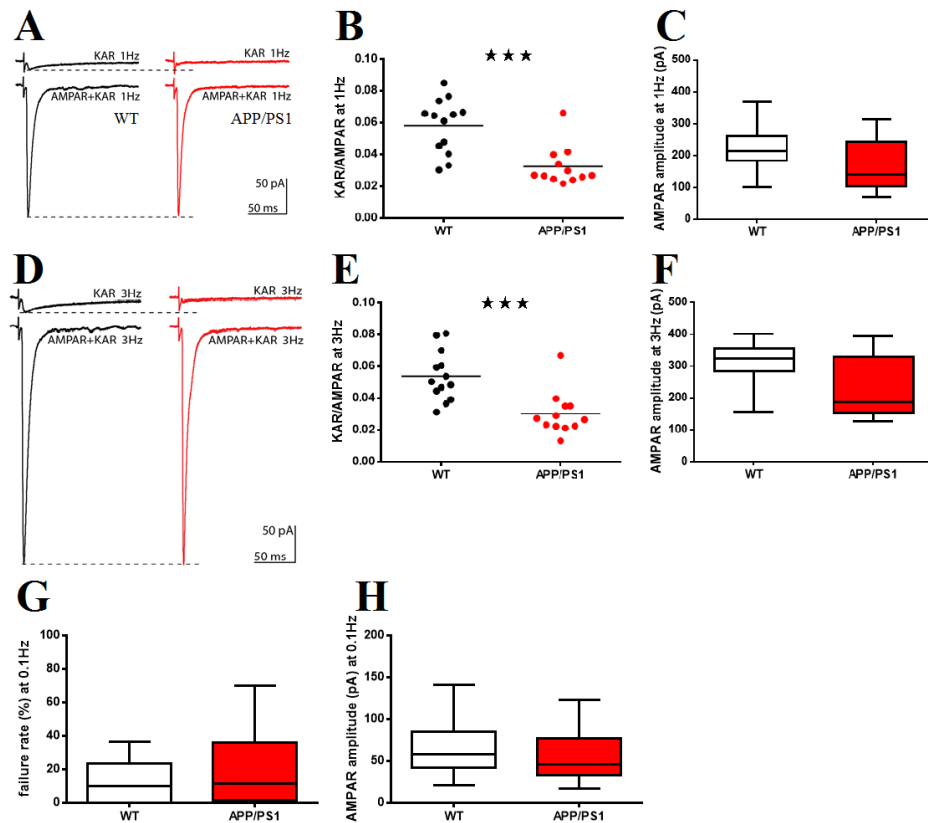 A
KAR 1Hz
KAR 1Hz
AMPAR+KAR 1Hz
AMPAR+KAR 1Hz
WT
APP/PS1
50 pA
50 ms
B
KAR/AMPAR at 1Hz
0.10
0.08
0.06
0.04
0.02
0.00
WT
APP/PS1
C
AMPAR amplitude at 1Hz (pA)
500
400
300
200
100
0
WT
APP/PS1
D
KAR 3Hz
KAR 3Hz
AMPAR+KAR 3Hz
AMPAR+KAR 3Hz
50 pA
50 ms
E
KAR/AMPAR at 3Hz
0.10
0.08
0.06
0.04
0.02
0.00
WT
APP/PS1
F
AMPAR amplitude at 3Hz (pA)
500
400
300
200
100
0
WT
APP/PS1
G
failure rate (%) at 0.1Hz
100
80
60
40
20
0
WT
APP/PS1
H
AMPAR amplitude (pA) at 0.1Hz
200
150
100
50
0
WT
APP/PS1